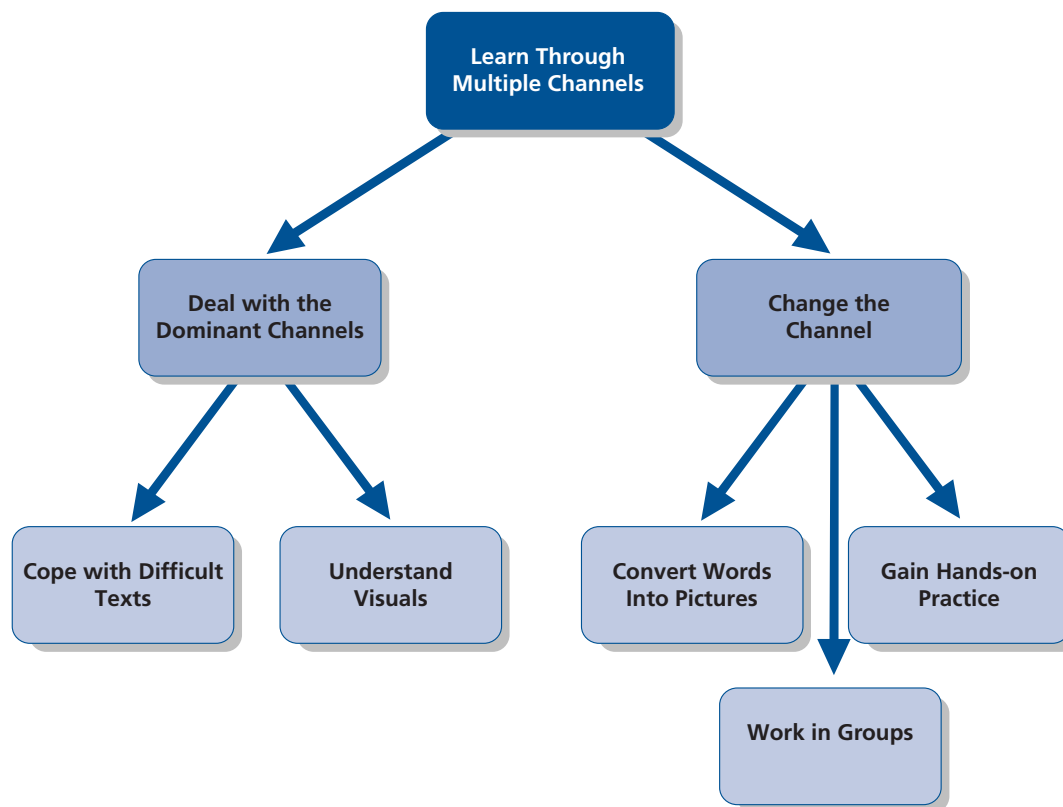 Learn Through
Multiple Channels
Deal with the
Dominant Channels
Change the
Channel
Cope with Difficult
Texts
Understand
Visuals
Convert Words
Into Pictures
Gain Hands-on
Practice
Work in Groups